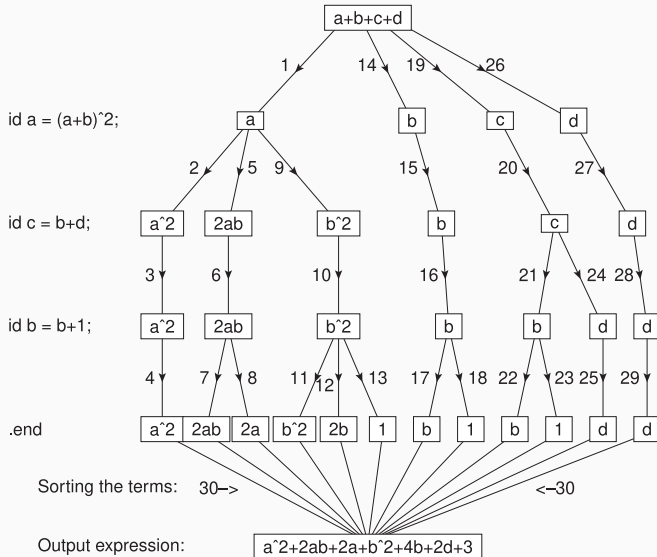 a+b+c+d
1 14 19 26
id a = (a+b)^2; a b c d
2 5 9 15 20 27
id c = b+d; a^2 2ab b^2 b c d
3 6 10 16 21 24 28
id b = b+1; a^2 2ab b^2 b b d d
4 7 8 11 12 13 17 18 22 23 25 29
.end a^2 2ab 2a b^2 2b 1 b 1 b 1 d d
Sorting the terms: 30–> <–30
Output expression: a^2+2ab+2a+b^2+4b+2d+3